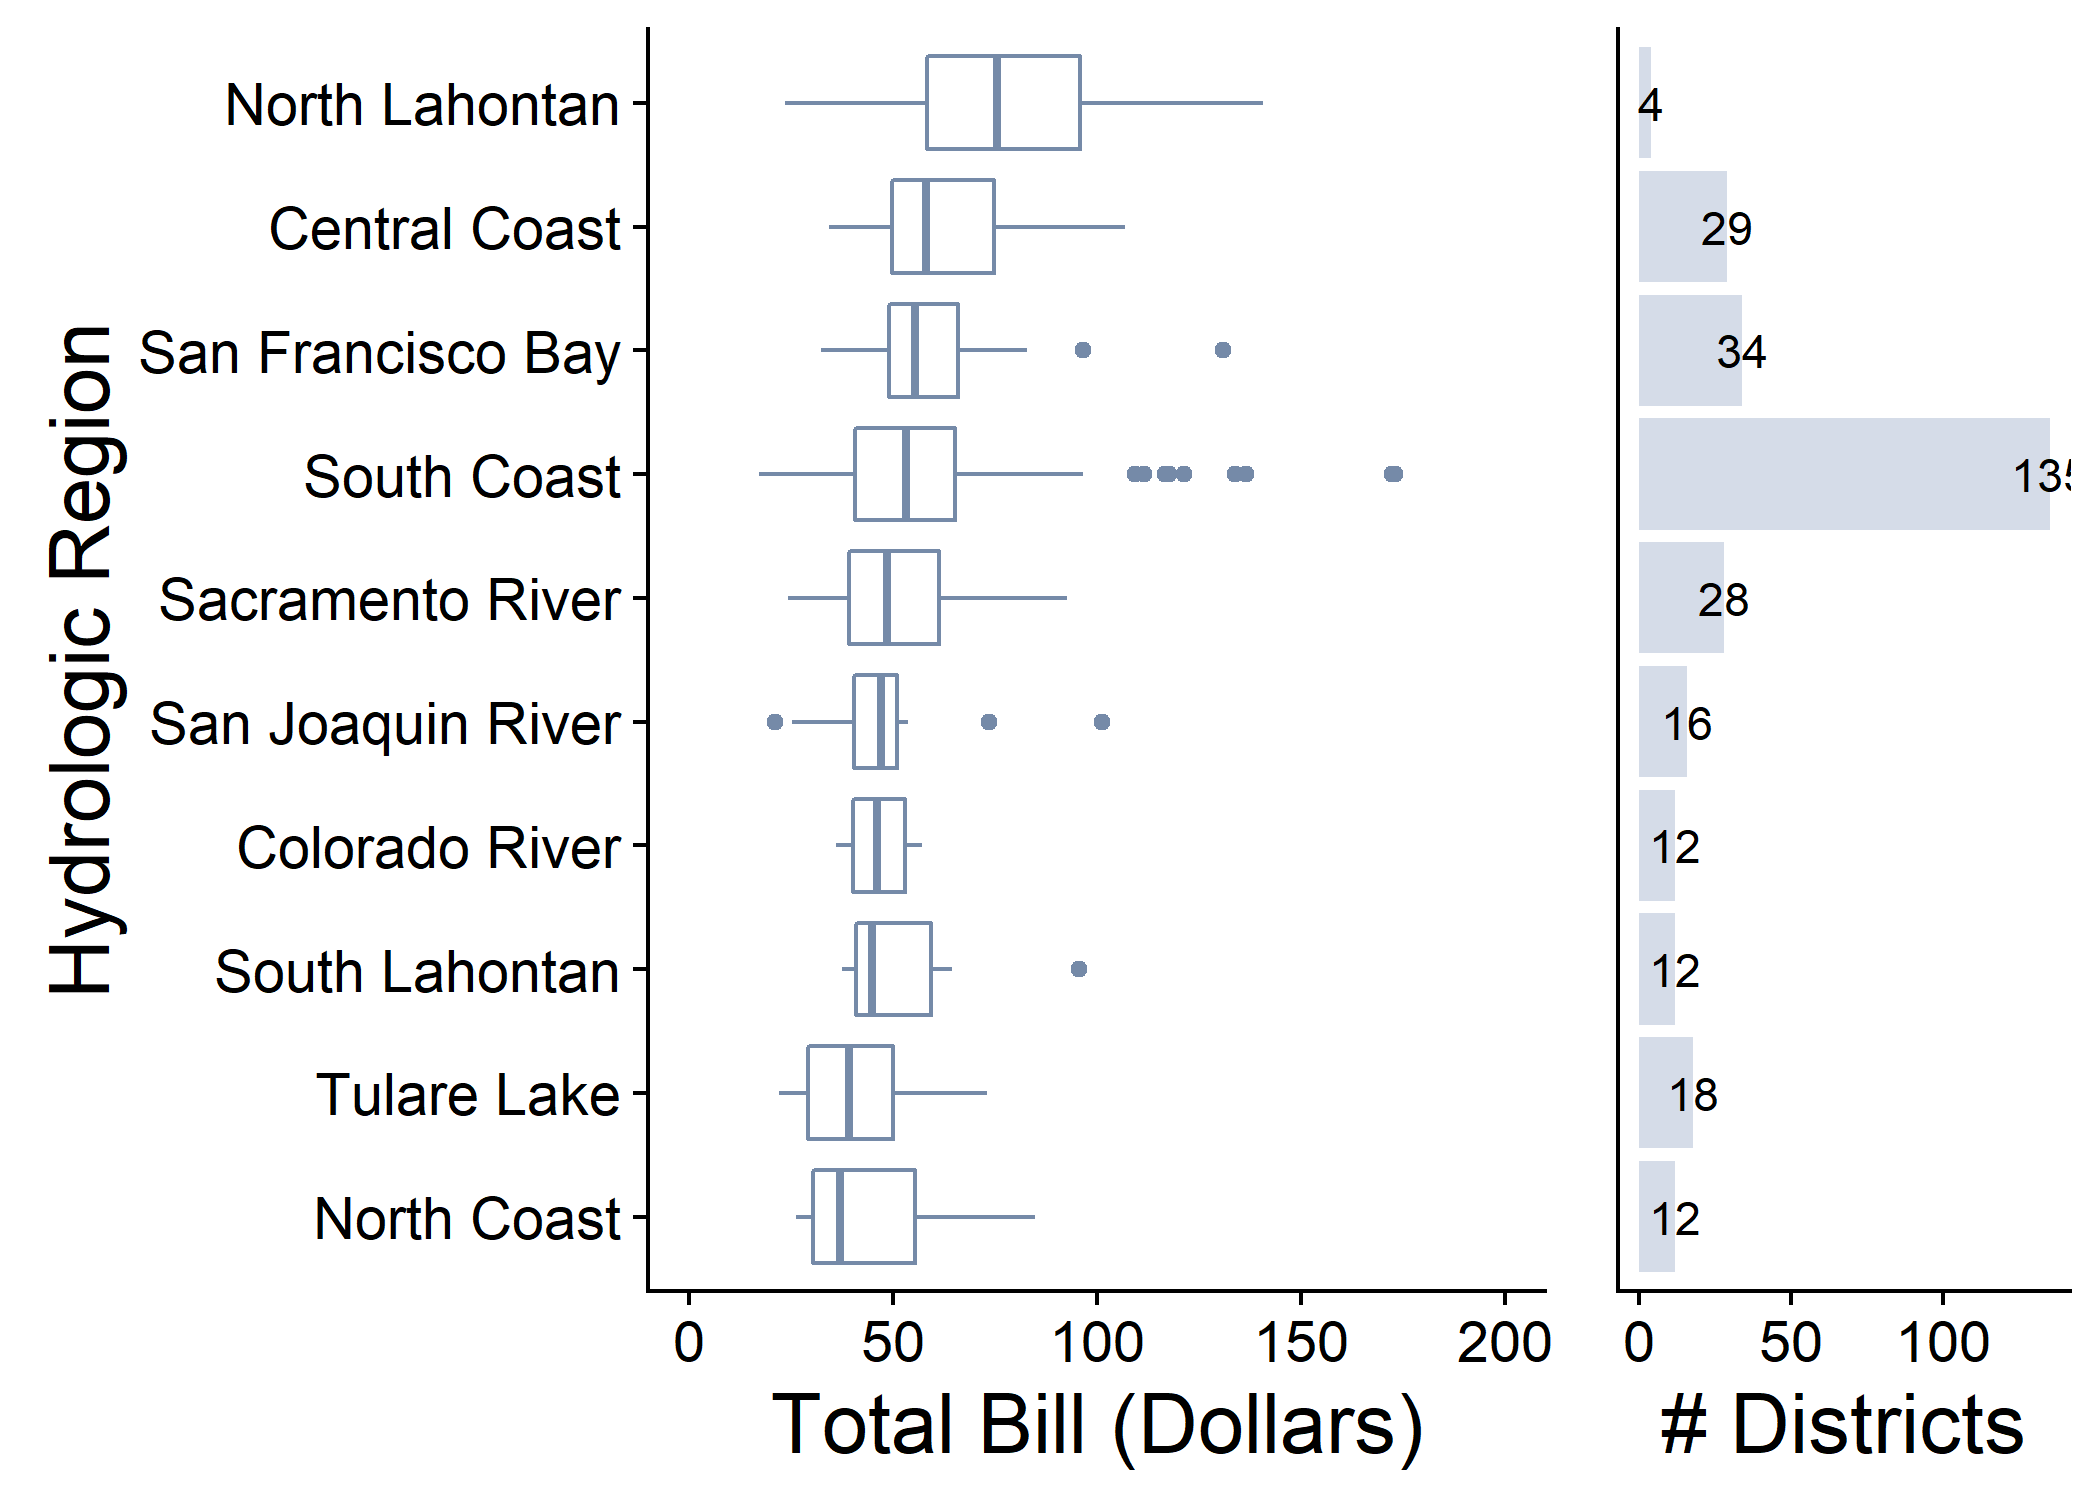 Hydrologic Region
North Lahontan
4
Central Coast
29
San Francisco Bay
34
South Coast
135
Sacramento River
28
San Joaquin River
16
Colorado River
12
South Lahontan
12
Tulare Lake
18
North Coast
12
0 50 100 150 200
0 50 100
Total Bill (Dollars)
# Districts